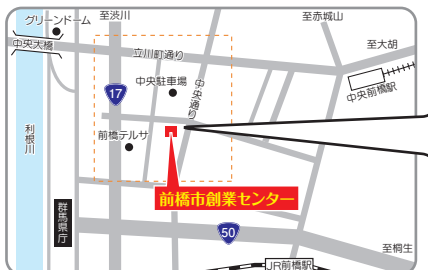 グリーンドーム
至渋川
至赤城山
中央大橋
立川町通り
至大胡
中央駐車場
中央通り
17
中央前橋駅
利根川
前橋テルサ
前橋市創業センター
群馬県庁
50
至桐生
JR前橋駅